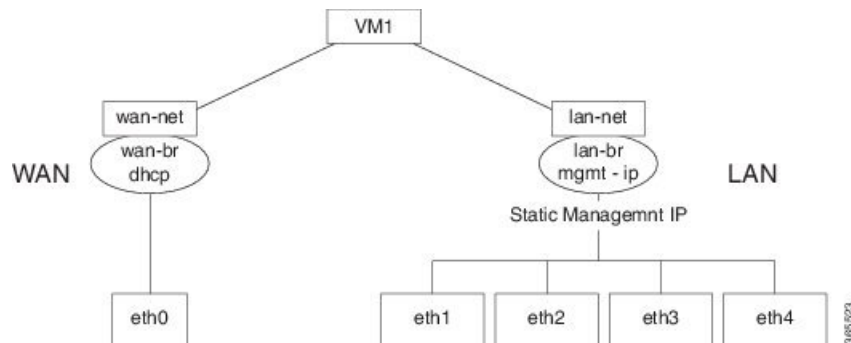 VM1
wan-net
lan-net
wan-br
dhcp
lan-br
mgmt - ip
WAN
LAN
Static Managemnt IP
eth0
eth1
eth2
eth3
eth4
365523